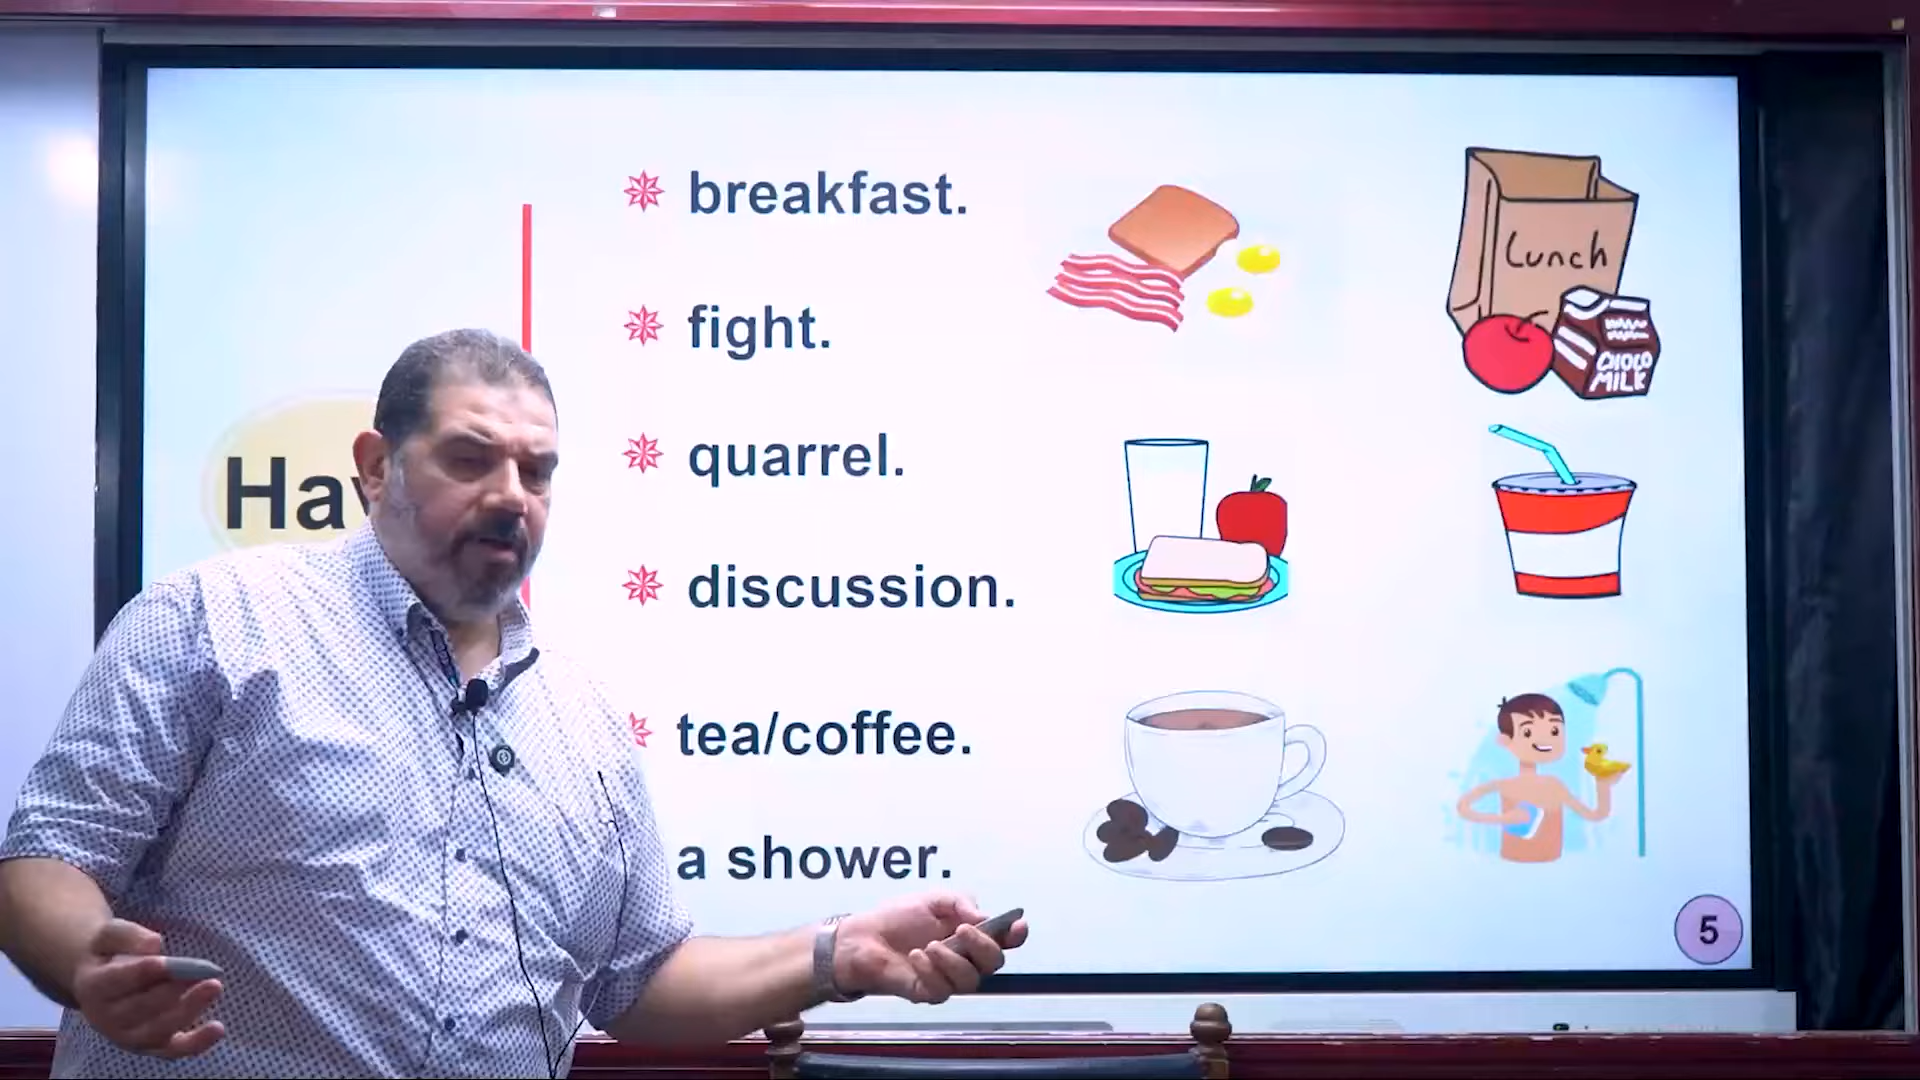 breakfast.
Lunch
fight.
CHOCO
MILK
Hav
quarrel.
discussion.
tea/coffee.
a shower.
5